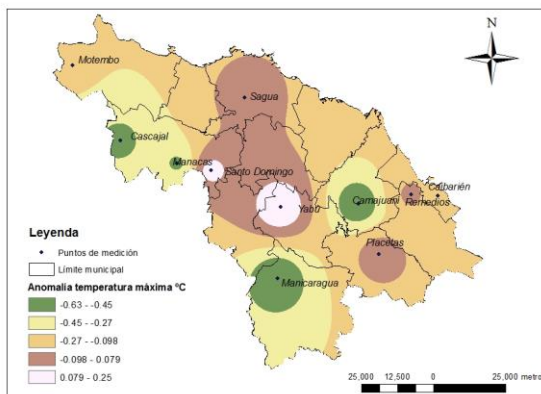 N
Motembo
Sagua
Cascajal
Manacas
Santo Domingo
Yabú
Camajuaní
Remedios
Caibarién
Placetas
Manicaragua
Leyenda
Puntos de medición
Límite municipal
Anomalía temperatura máxima °C
-0.63 - -0.45
-0.45 - -0.27
-0.27 - -0.098
-0.098 - 0.079
0.079 - 0.25
25,000 12,500 0 25,000 metro